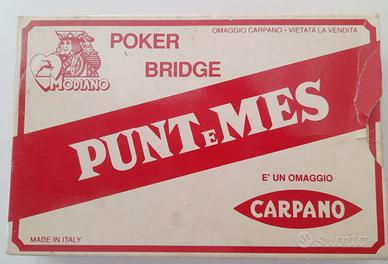 OMAGGIO CARPANO • VIETATA LA VENDITA
POKER
BRIDGE
MODIANO
PUNT E MES
E' UN OMAGGIO
CARPANO
MADE IN ITALY
subito